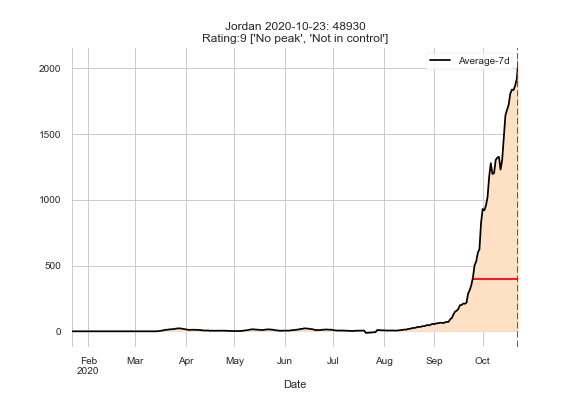 Jordan 2020-10-23: 48930
Rating:9 ['No peak', 'Not in control']
Average-7d
2000
1500
1000
500
0
Feb Mar Apr May Jun Jul Aug Sep Oct
2020
Date